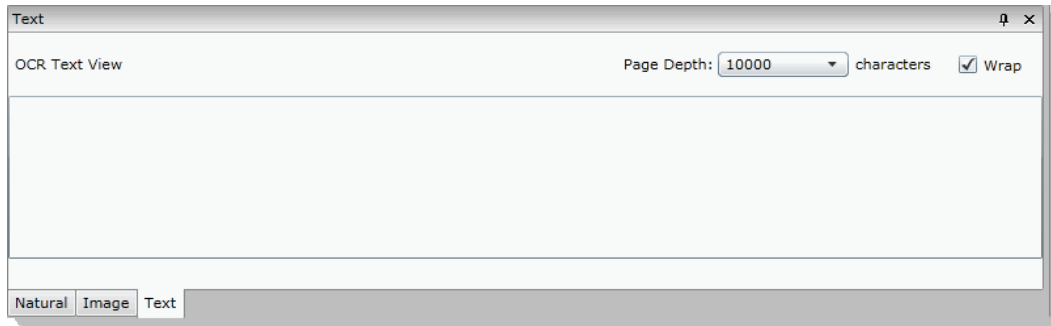 Text
OCR Text View Page Depth: 10000 characters Wrap
Natural Image Text